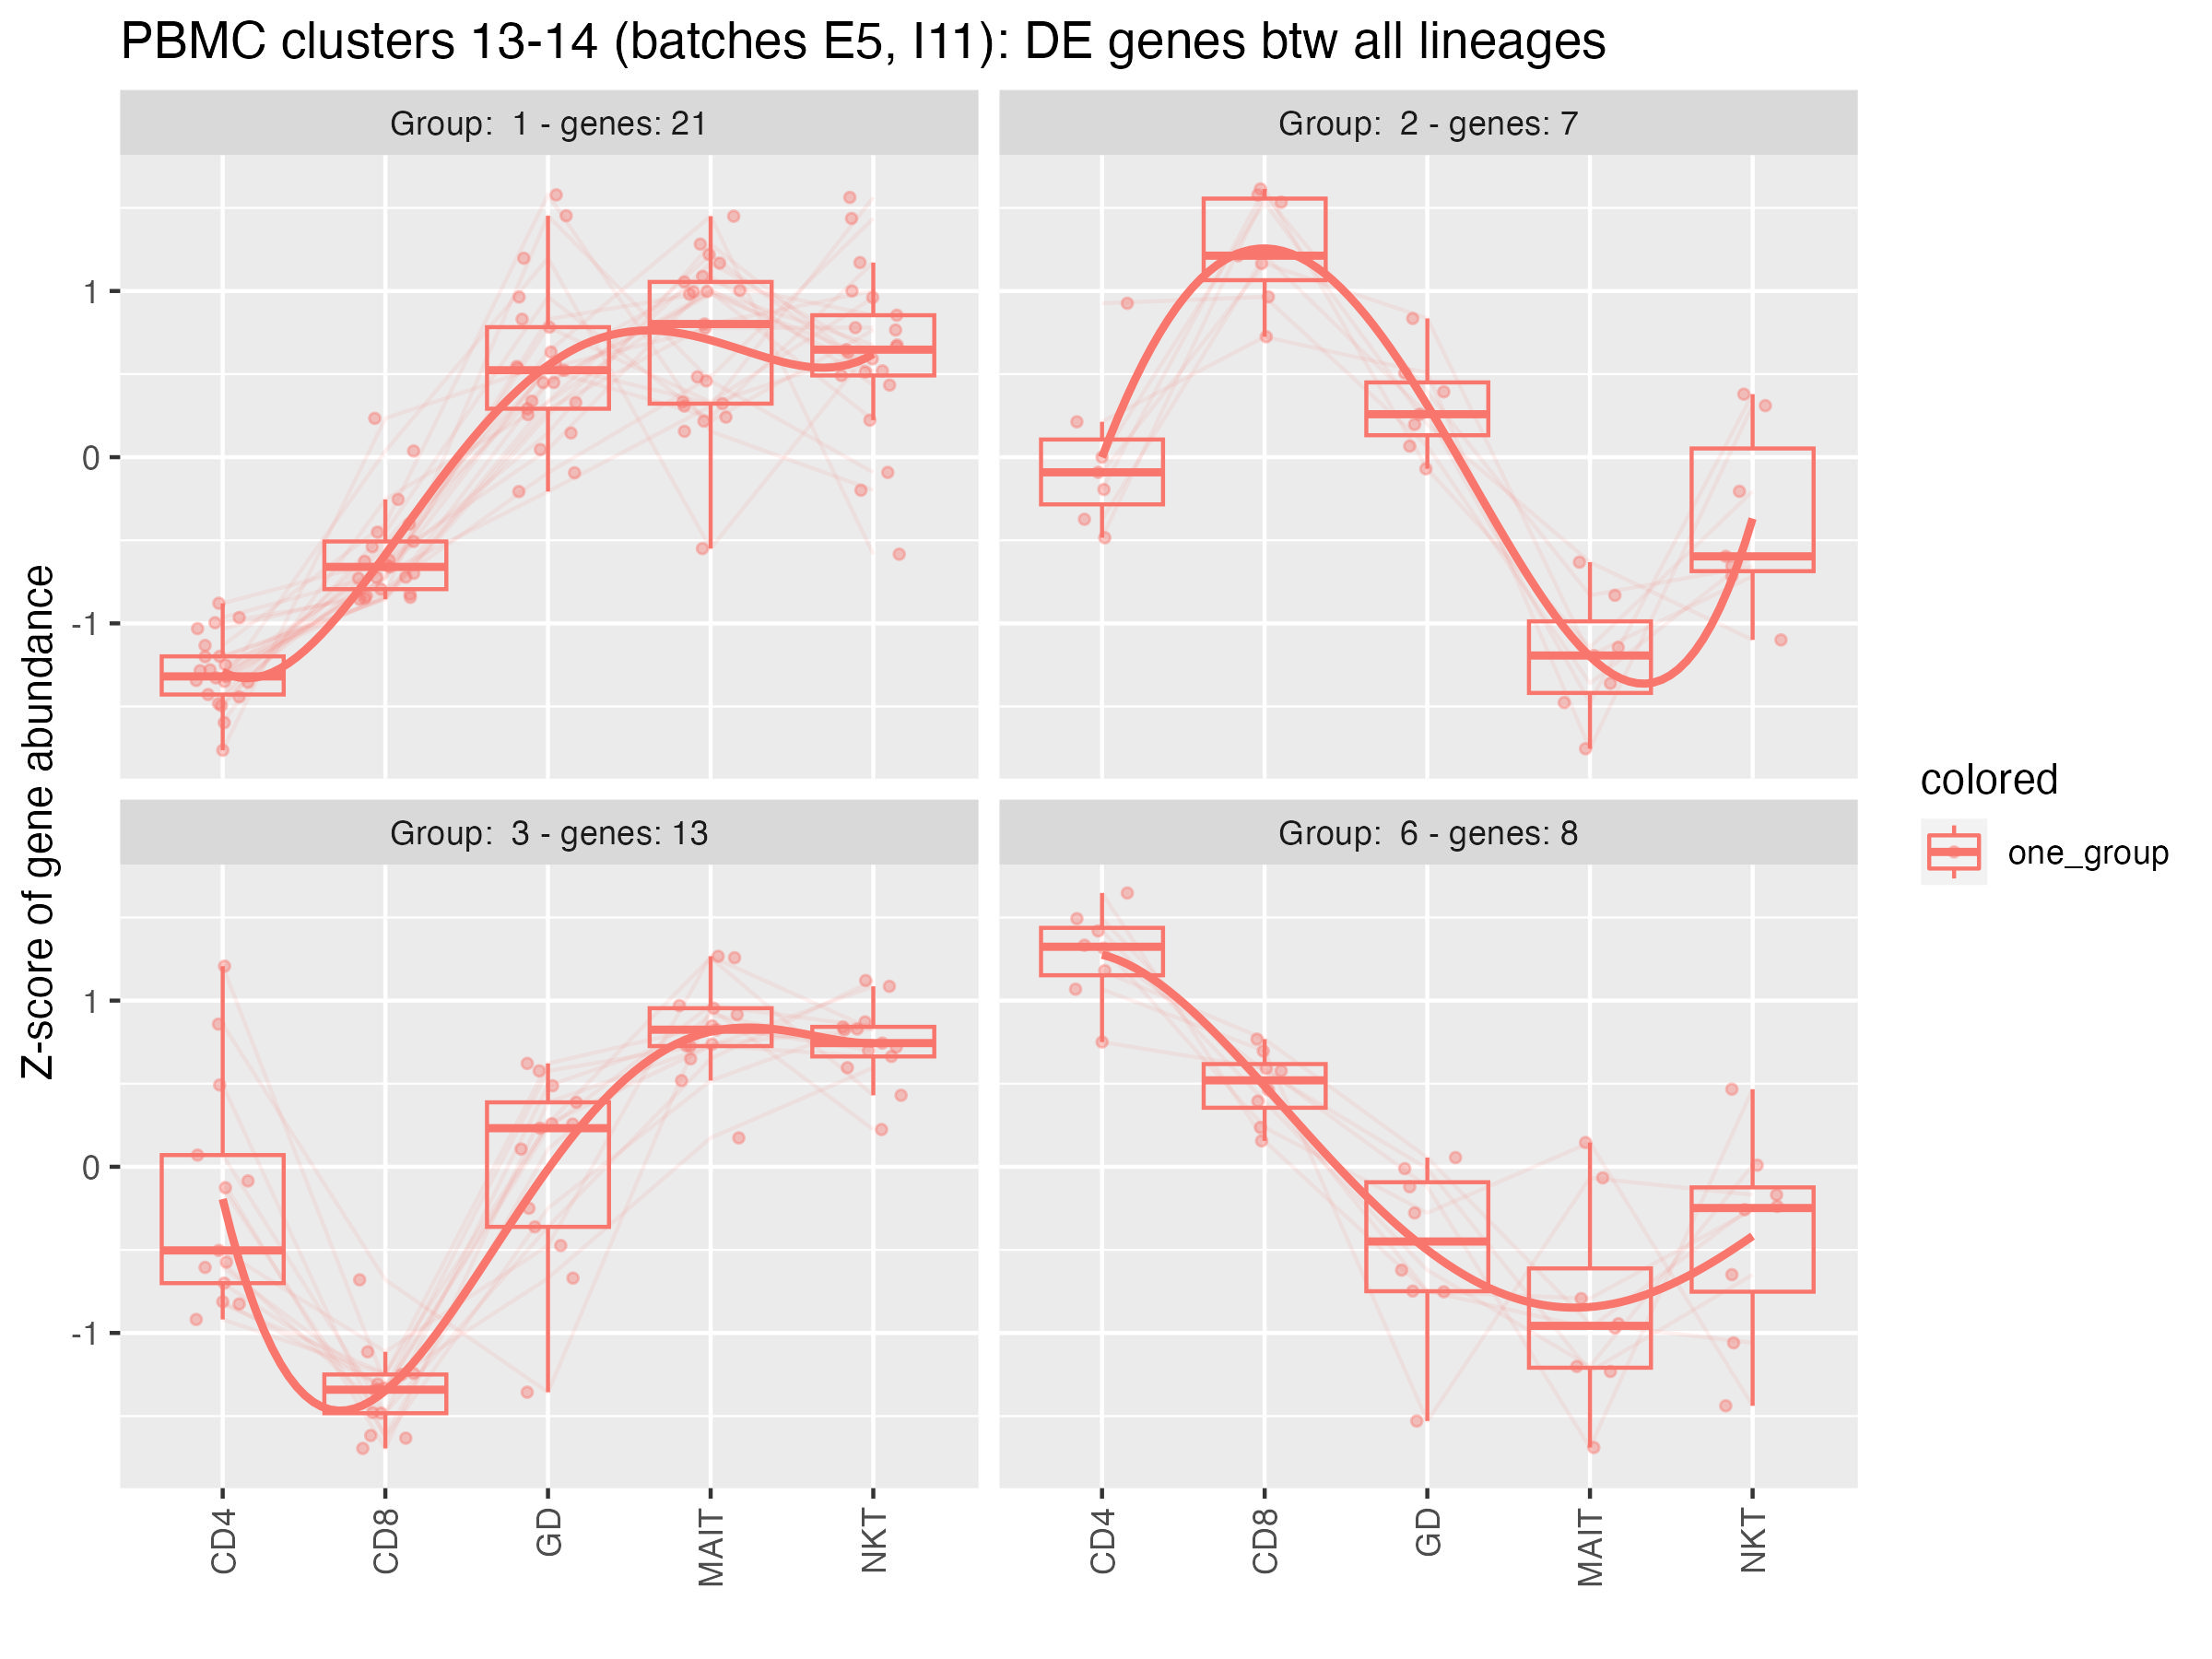 PBMC clusters 13-14 (batches E5, I11): DE genes btw all lineages
Group:  1 - genes: 21
Group:  2 - genes: 7
1
0
-1
Group:  3 - genes: 13
Group:  6 - genes: 8
1
0
-1
Z-score of gene abundance
CD4
CD8
GD
MAIT
NKT
CD4
CD8
GD
MAIT
NKT
colored
one_group